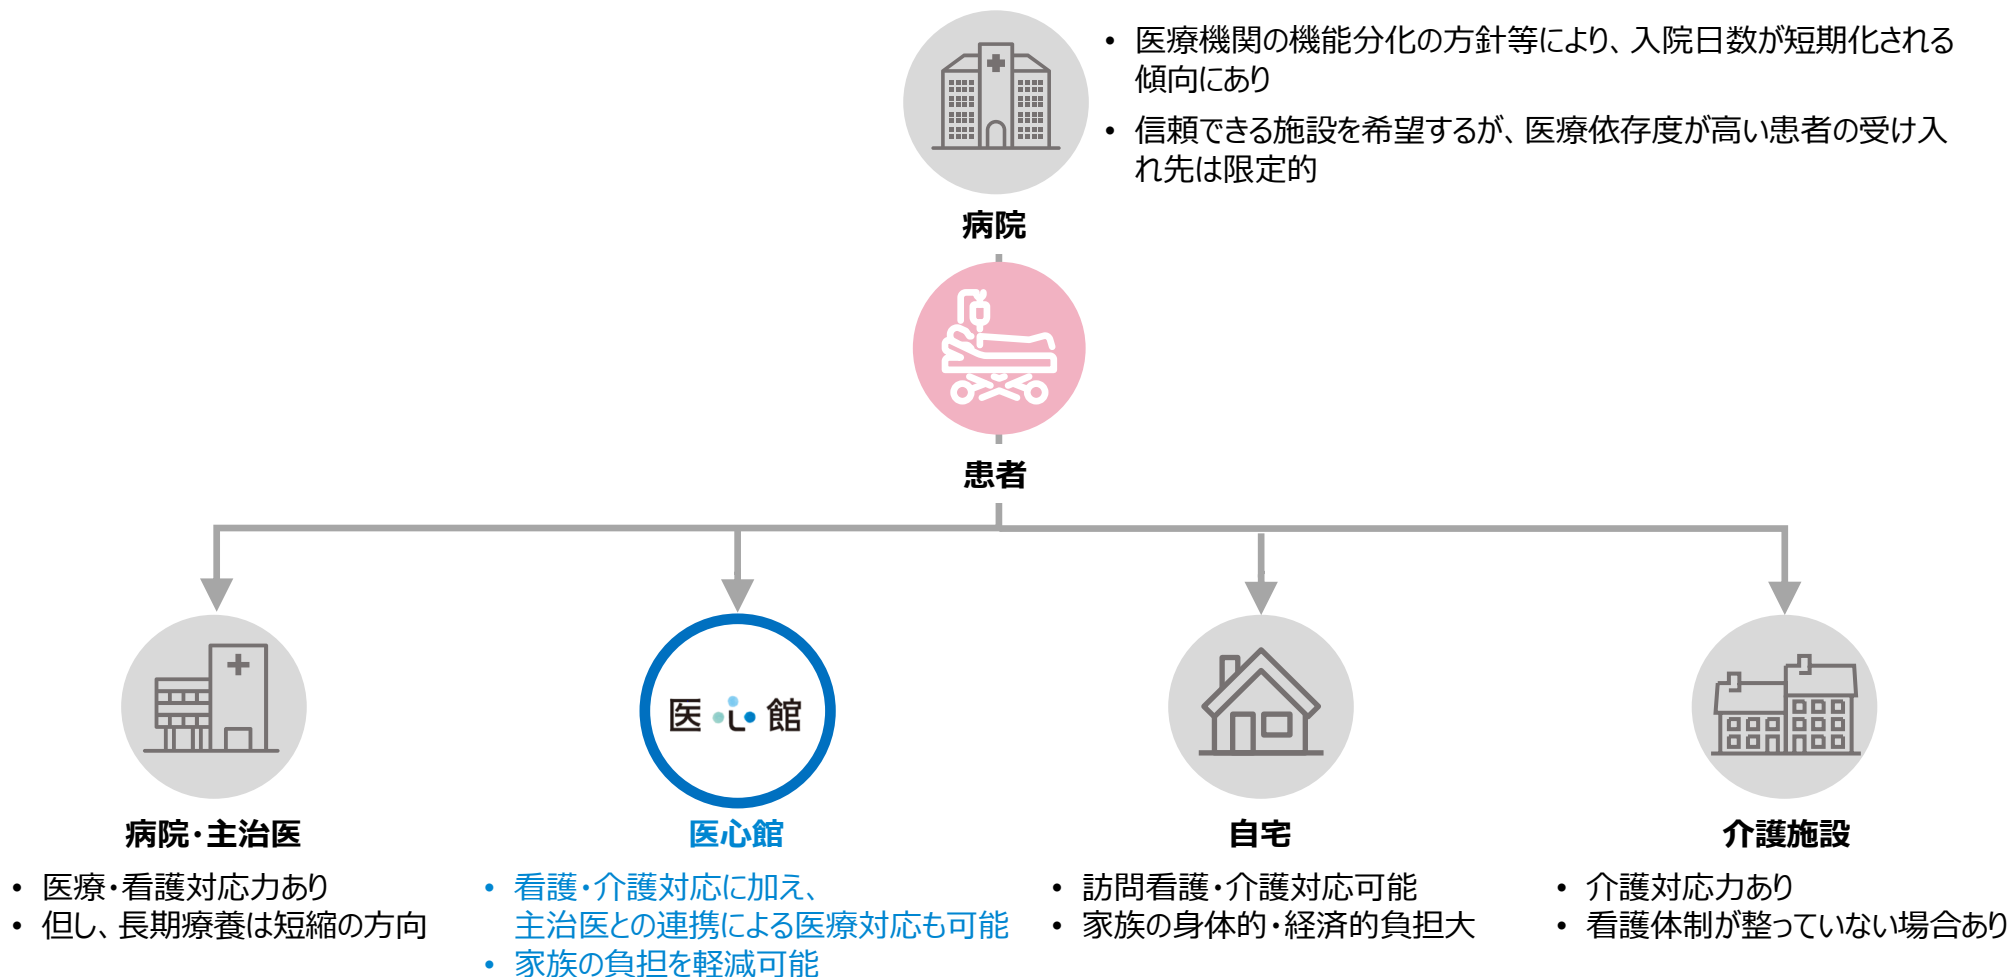 • 医療機関の機能分化の方針等により、入院日数が短期化される
傾向にあり
• 信頼できる施設を希望するが、医療依存度が高い患者の受け入
れ先は限定的
病院
患者
医心館
病院・主治医
• 医療・看護対応力あり
• 但し、長期療養は短縮の方向
医心館
• 看護・介護対応に加え、
主治医との連携による医療対応も可能
• 家族の負担を軽減可能
自宅
• 訪問看護・介護対応可能
• 家族の身体的・経済的負担大
介護施設
• 介護対応力あり
• 看護体制が整っていない場合あり